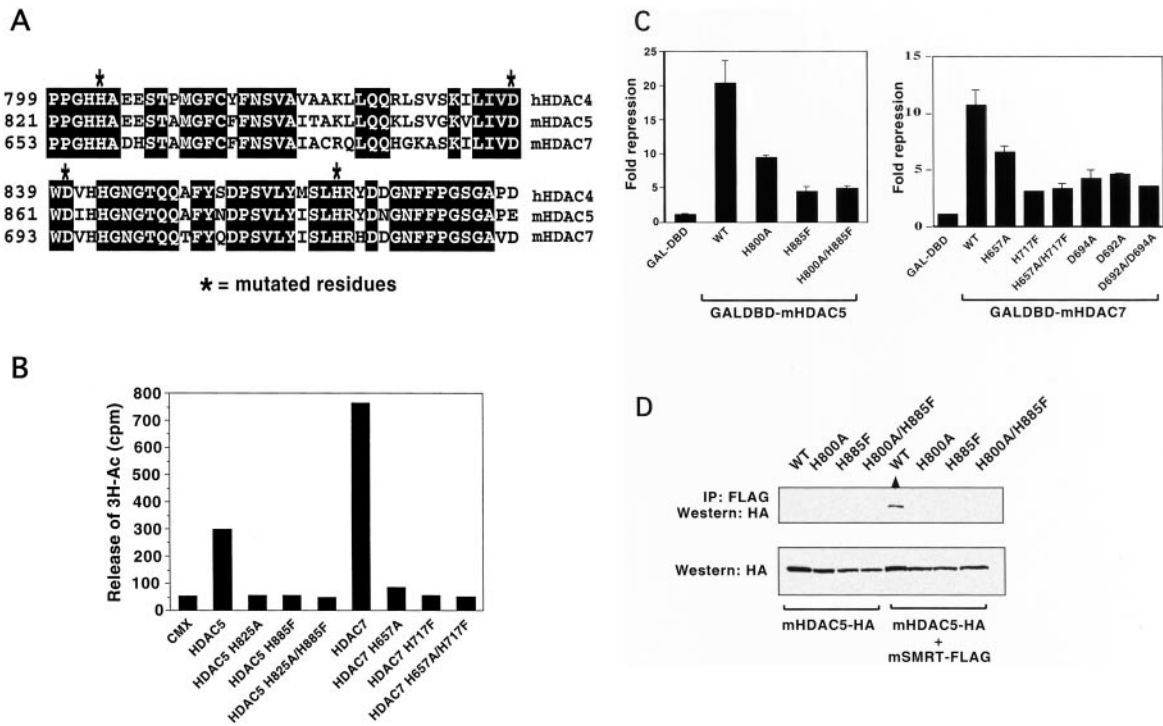 A
799 PPGHHAEESTPMGFCYFNSVAVAAKLLQQRLSVSKILIVD hHDAC4
821 PPGHHAEESTAMGFCFFNSVAITAKLLQQKLSVGKVLIVD mHDAC5
653 PPGHHADHSTAMGFCFFNSVAIACRQLQQHGKASKILIVD mHDAC7
839 WDVHHGNGTQQAFYSDPSVLYMSLHRYDDGNFFPGSGAPD hHDAC4
861 WDIHHGNGTQQAFYNDPSVLYISLHRYDNGNFFPGSGAPE mHDAC5
693 WDVHHGNGTQQTFYQDPSVLYISLHRHDDGNFFPGSGAVD mHDAC7
* = mutated residues
B
Release of 3H-Ac (cpm)
800
700
600
500
400
300
200
100
0
CMX
HDAC5
HDAC5 H825A
HDAC5 H885F
HDAC5 H825A/H885F
HDAC7
HDAC7 H657A
HDAC7 H717F
HDAC7 H657A/H717F
C
Fold repression
25
20
15
10
5
0
GAL-DBD
WT
H800A
H885F
H800A/H885F
GALDBD-mHDAC5
Fold repression
15
10
5
0
GAL-DBD
WT
H657A
H717F
H657A/H717F
D694A
D692A
D692A/D694A
GALDBD-mHDAC7
D
WT
H800A
H885F
H800A/H885F
WT
H800A
H885F
H800A/H885F
IP: FLAG
Western: HA
Western: HA
mHDAC5-HA
mHDAC5-HA
+
mSMRT-FLAG